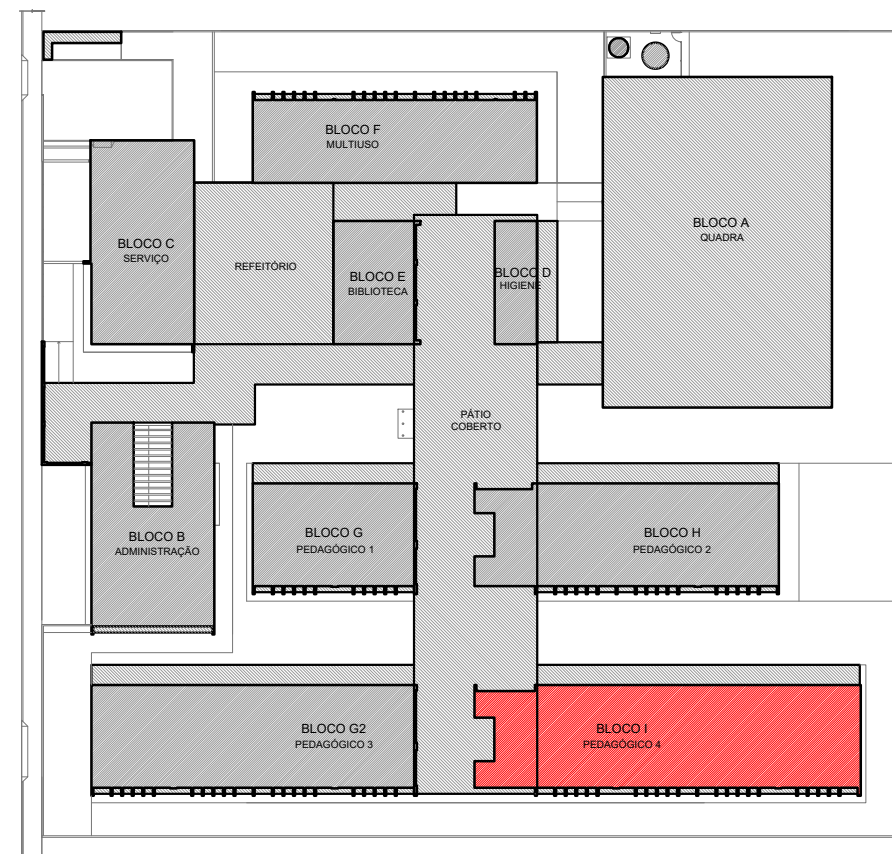 BLOCO F
MULTIUSO
BLOCO A
QUADRA
BLOCO C
SERVIÇO
REFEITÓRIO
BLOCO E
BIBLIOTECA
BLOCO D
HIGIENE
PÁTIO
COBERTO
BLOCO B
ADMINISTRAÇÃO
BLOCO G
PEDAGÓGICO 1
BLOCO H
PEDAGÓGICO 2
BLOCO G2
PEDAGÓGICO 3
BLOCO I
PEDAGÓGICO 4